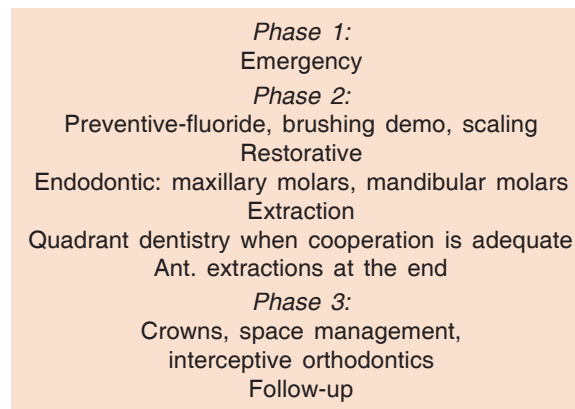 Phase 1:
Emergency
Phase 2:
Preventive-fluoride, brushing demo, scaling
Restorative
Endodontic: maxillary molars, mandibular molars
Extraction
Quadrant dentistry when cooperation is adequate
Ant. extractions at the end
Phase 3:
Crowns, space management,
interceptive orthodontics
Follow-up